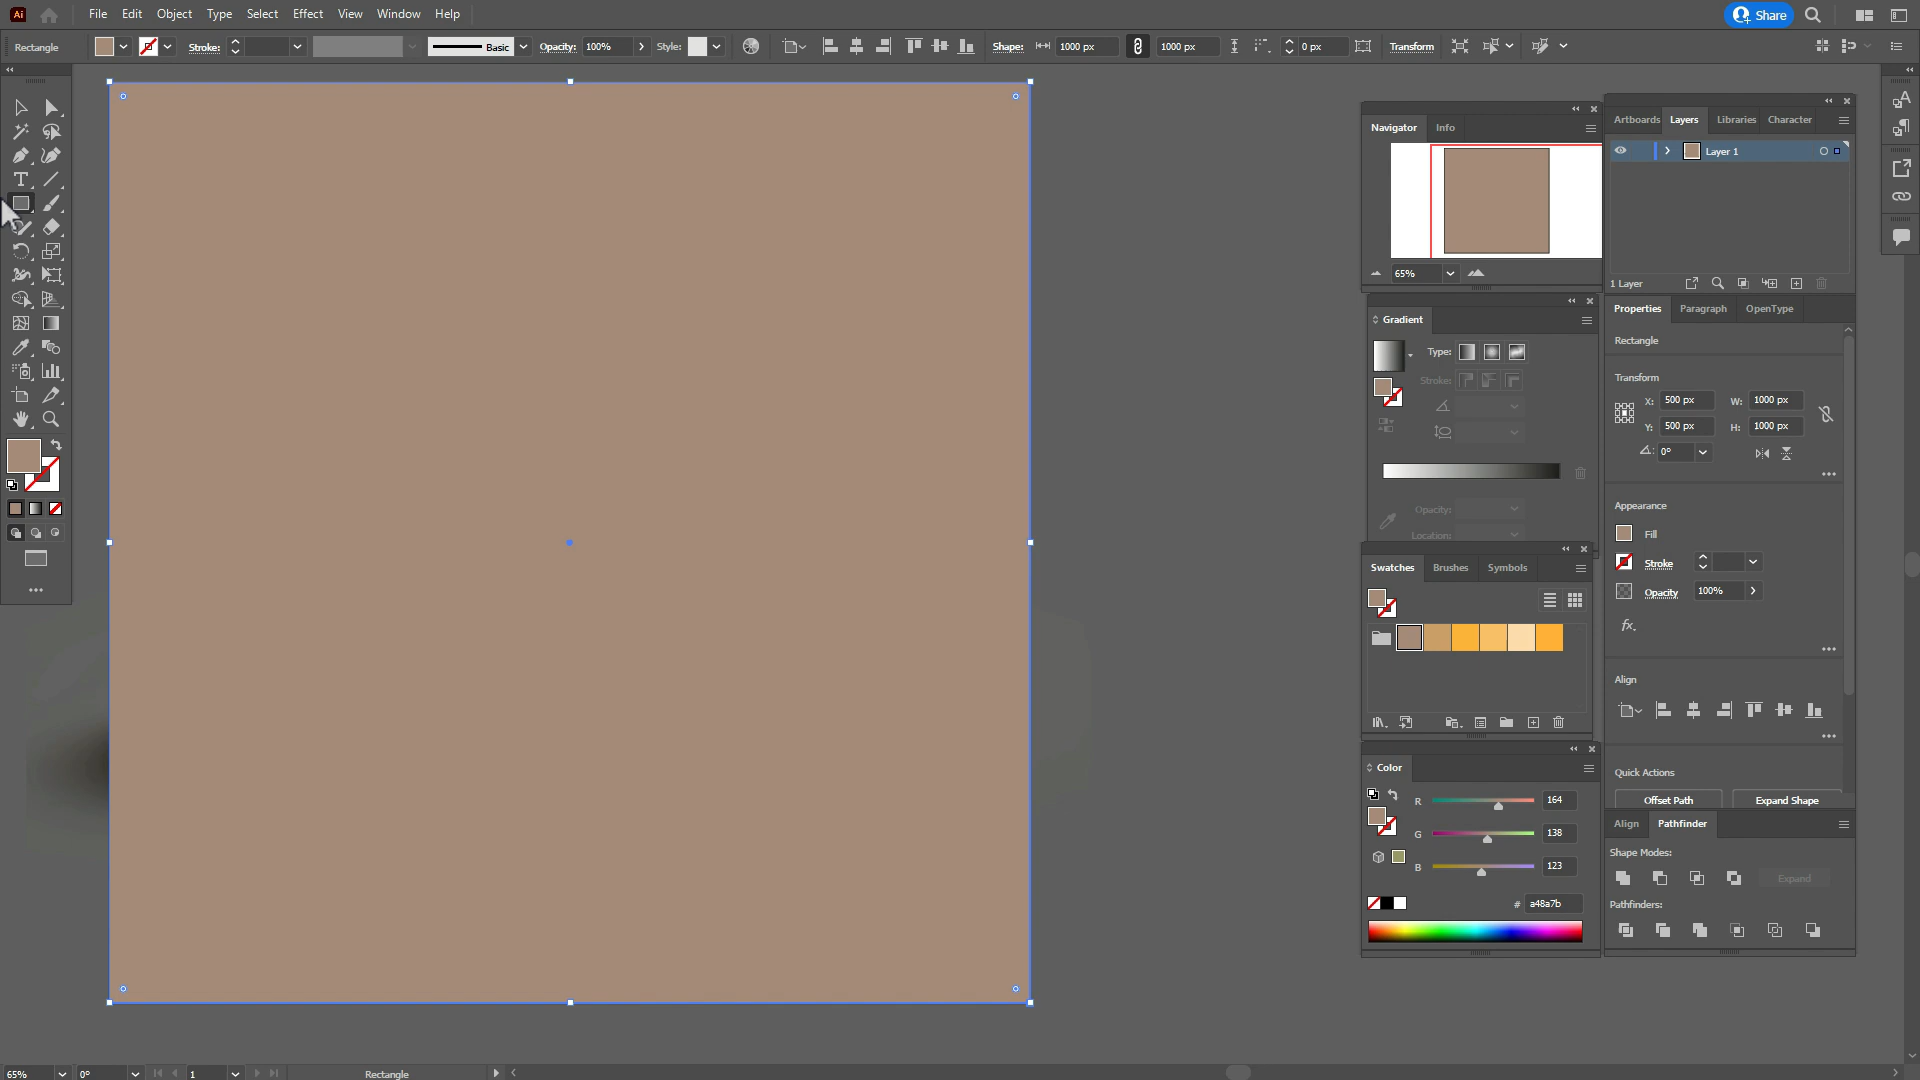 Ai File Edit Object Type Select Effect View Window Help Share
Rectangle Stroke: Basic Opacity: 100% Style: Shape: 1000 px 1000 px 0 px Transform
Navigator Info
65%
Artboards Layers Libraries Character
Layer 1
1 Layer
Gradient
Type:
Stroke:
Opacity:
Location:
Properties Paragraph OpenType
Rectangle
Transform
X: 500 px W: 1000 px
Y: 500 px H: 1000 px
0°
Appearance
Fill
Stroke
Opacity 100%
fx.
Align
Quick Actions
Offset Path Expand Shape
Swatches Brushes Symbols
Color
R 164
G 138
B 123
# a48a7b
Align Pathfinder
Shape Modes:
Expand
Pathfinders:
65% 0° 1 Rectangle